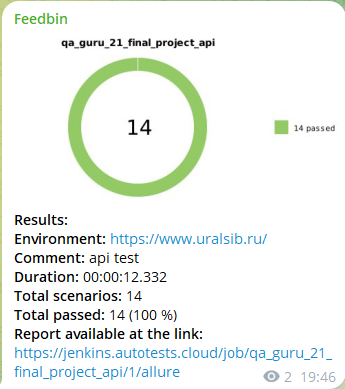 Feedbin
qa_guru_21_final_project_api
14
14 passed
Results:
Environment: https://www.uralsib.ru/
Comment: api test
Duration: 00:00:12.332
Total scenarios: 14
Total passed: 14 (100 %)
Report available at the link:
https://jenkins.autotests.cloud/job/qa_guru_21_
final_project_api/1/allure
2 19:46